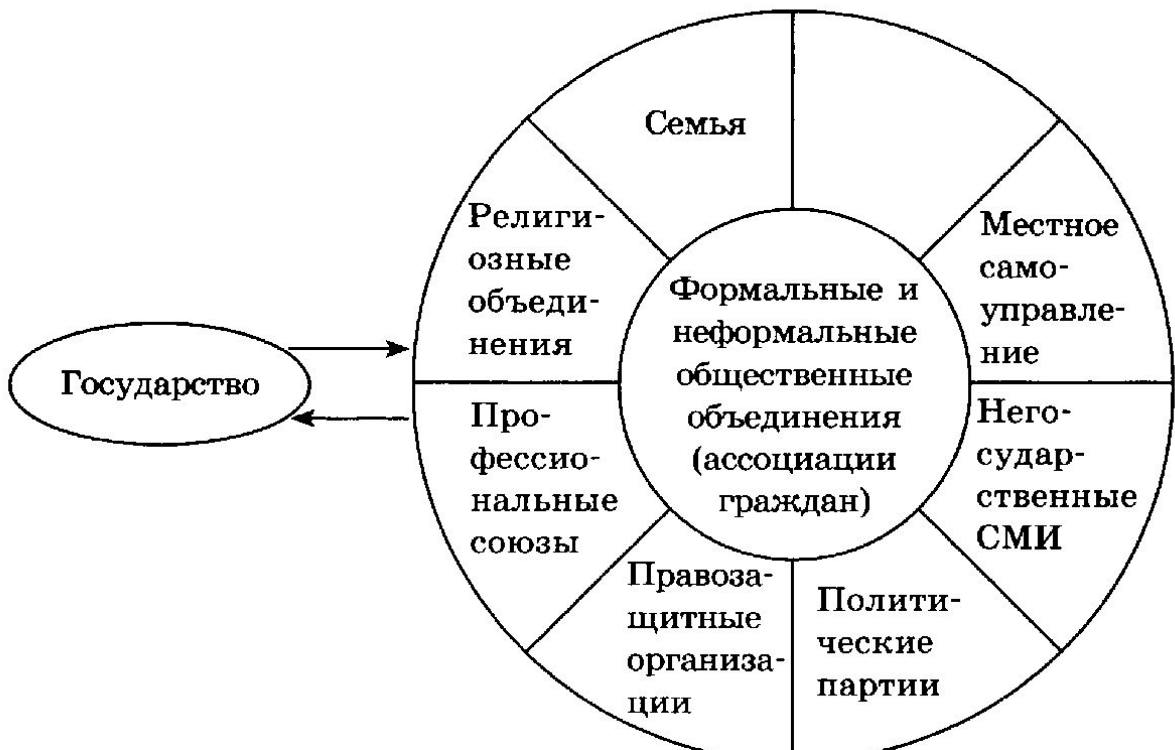 Семья
Религи-
озные
объеди-
нения
Местное
само-
управле-
ние
Формальные и
неформальные
общественные
объединения
(ассоциации
граждан)
Государство
Про-
фессио-
нальные
союзы
Него-
судар-
ственные
СМИ
Правоза-
щитные
организа-
ции
Полити-
ческие
партии